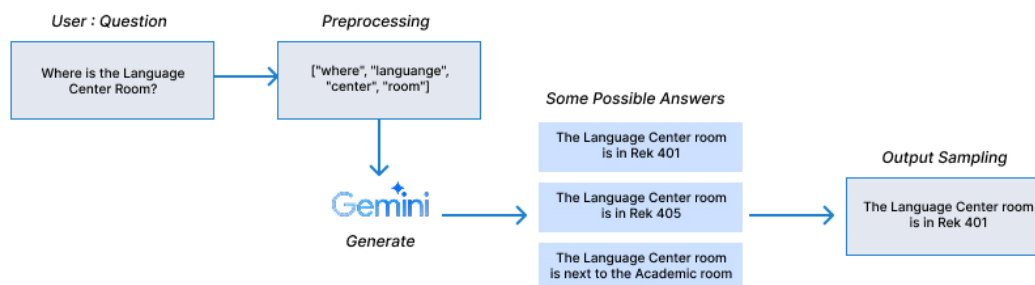 User : Question
Where is the Language
Center Room?
Preprocessing
["where", "languange",
"center", "room"]
Gemini
Generate
Some Possible Answers
The Language Center room
is in Rek 401
The Language Center room
is in Rek 405
The Language Center room
is next to the Academic room
Output Sampling
The Language Center room
is in Rek 401